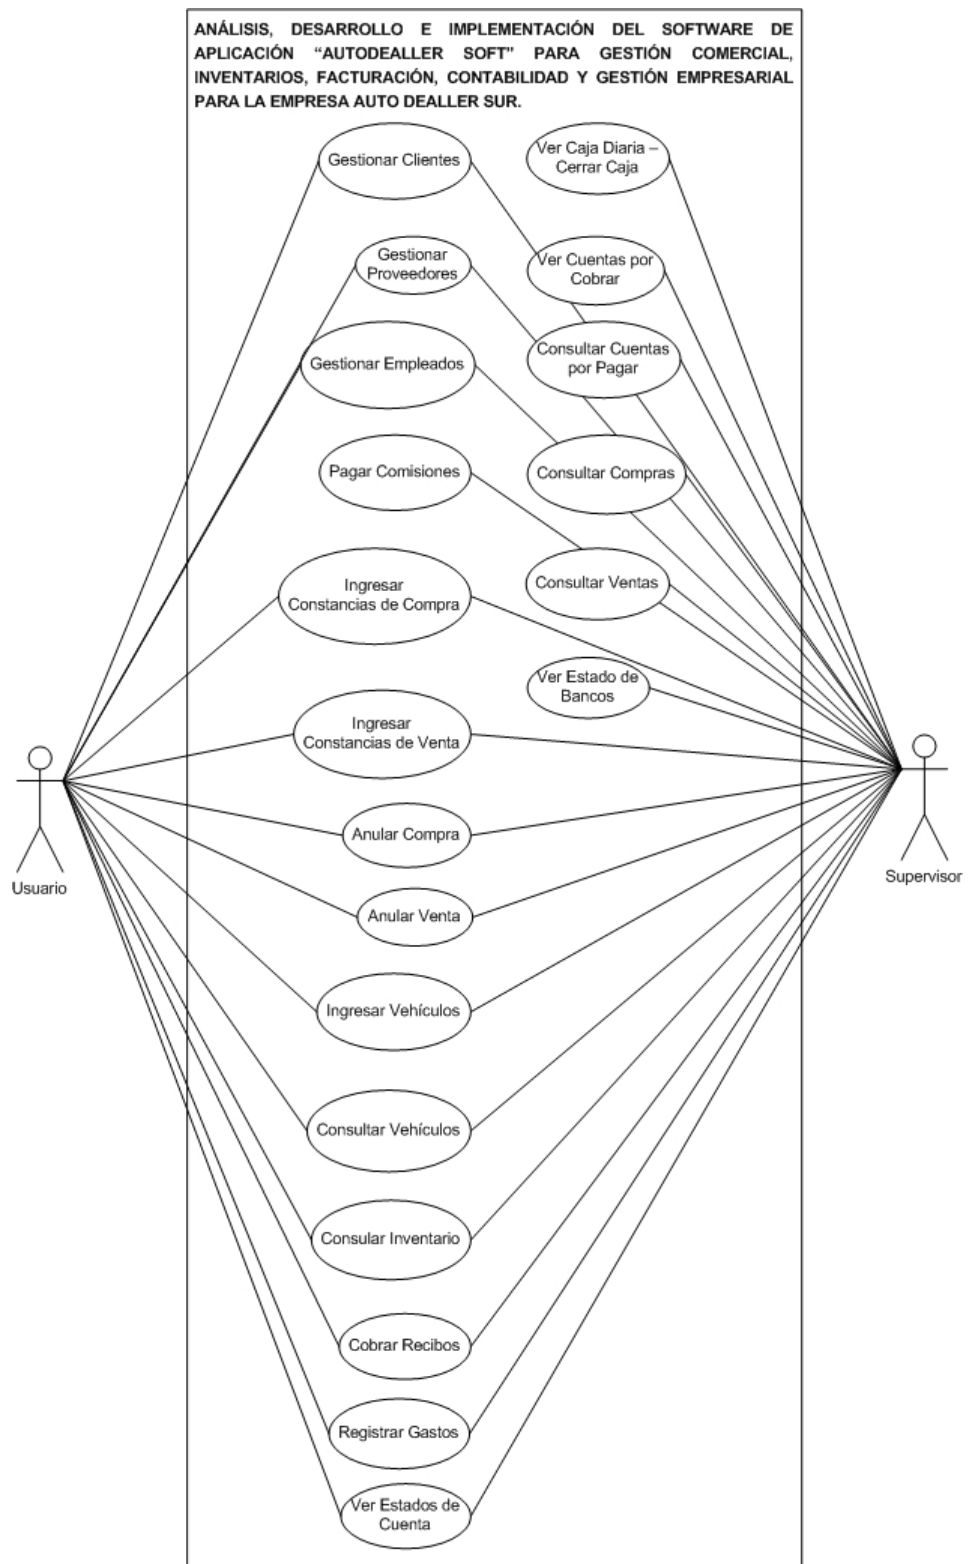 ANÁLISIS, DESARROLLO E IMPLEMENTACIÓN DEL SOFTWARE DE
APLICACIÓN “AUTODEALLER SOFT” PARA GESTIÓN COMERCIAL,
INVENTARIOS, FACTURACIÓN, CONTABILIDAD Y GESTIÓN EMPRESARIAL
PARA LA EMPRESA AUTO DEALLER SUR.
Gestionar Clientes
Ver Caja Diaria –
Cerrar Caja
Gestionar
Proveedores
Ver Cuentas por
Cobrar
Gestionar Empleados
Consultar Cuentas
por Pagar
Pagar Comisiones
Consultar Compras
Ingresar
Constancias de Compra
Consultar Ventas
Ver Estado de
Bancos
Ingresar
Constancias de Venta
Anular Compra
Usuario
Supervisor
Anular Venta
Ingresar Vehículos
Consultar Vehículos
Consular Inventario
Cobrar Recibos
Registrar Gastos
Ver Estados de
Cuenta